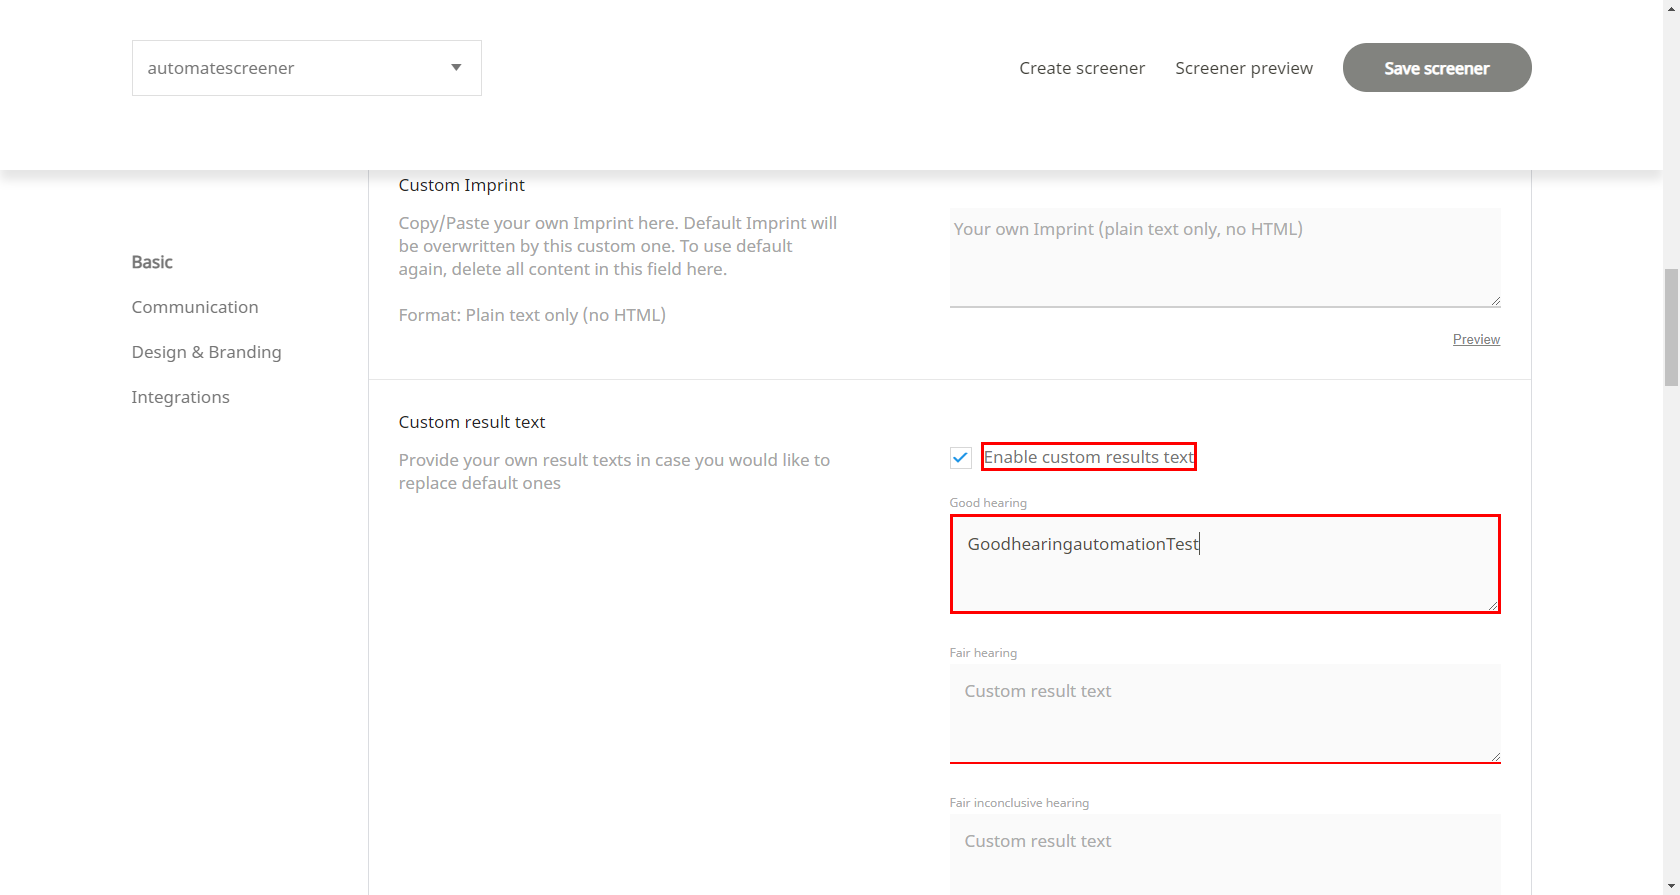 automatescreener
Create screener
Screener preview
Save screener
Basic
Communication
Design & Branding
Integrations
Custom Imprint
Copy/Paste your own Imprint here. Default Imprint will
be overwritten by this custom one. To use default
again, delete all content in this field here.
Format: Plain text only (no HTML)
Your own Imprint (plain text only, no HTML)
Preview
Custom result text
Provide your own result texts in case you would like to
replace default ones
Enable custom results text
Good hearing
GoodhearingautomationTest
Fair hearing
Custom result text
Fair inconclusive hearing
Custom result text